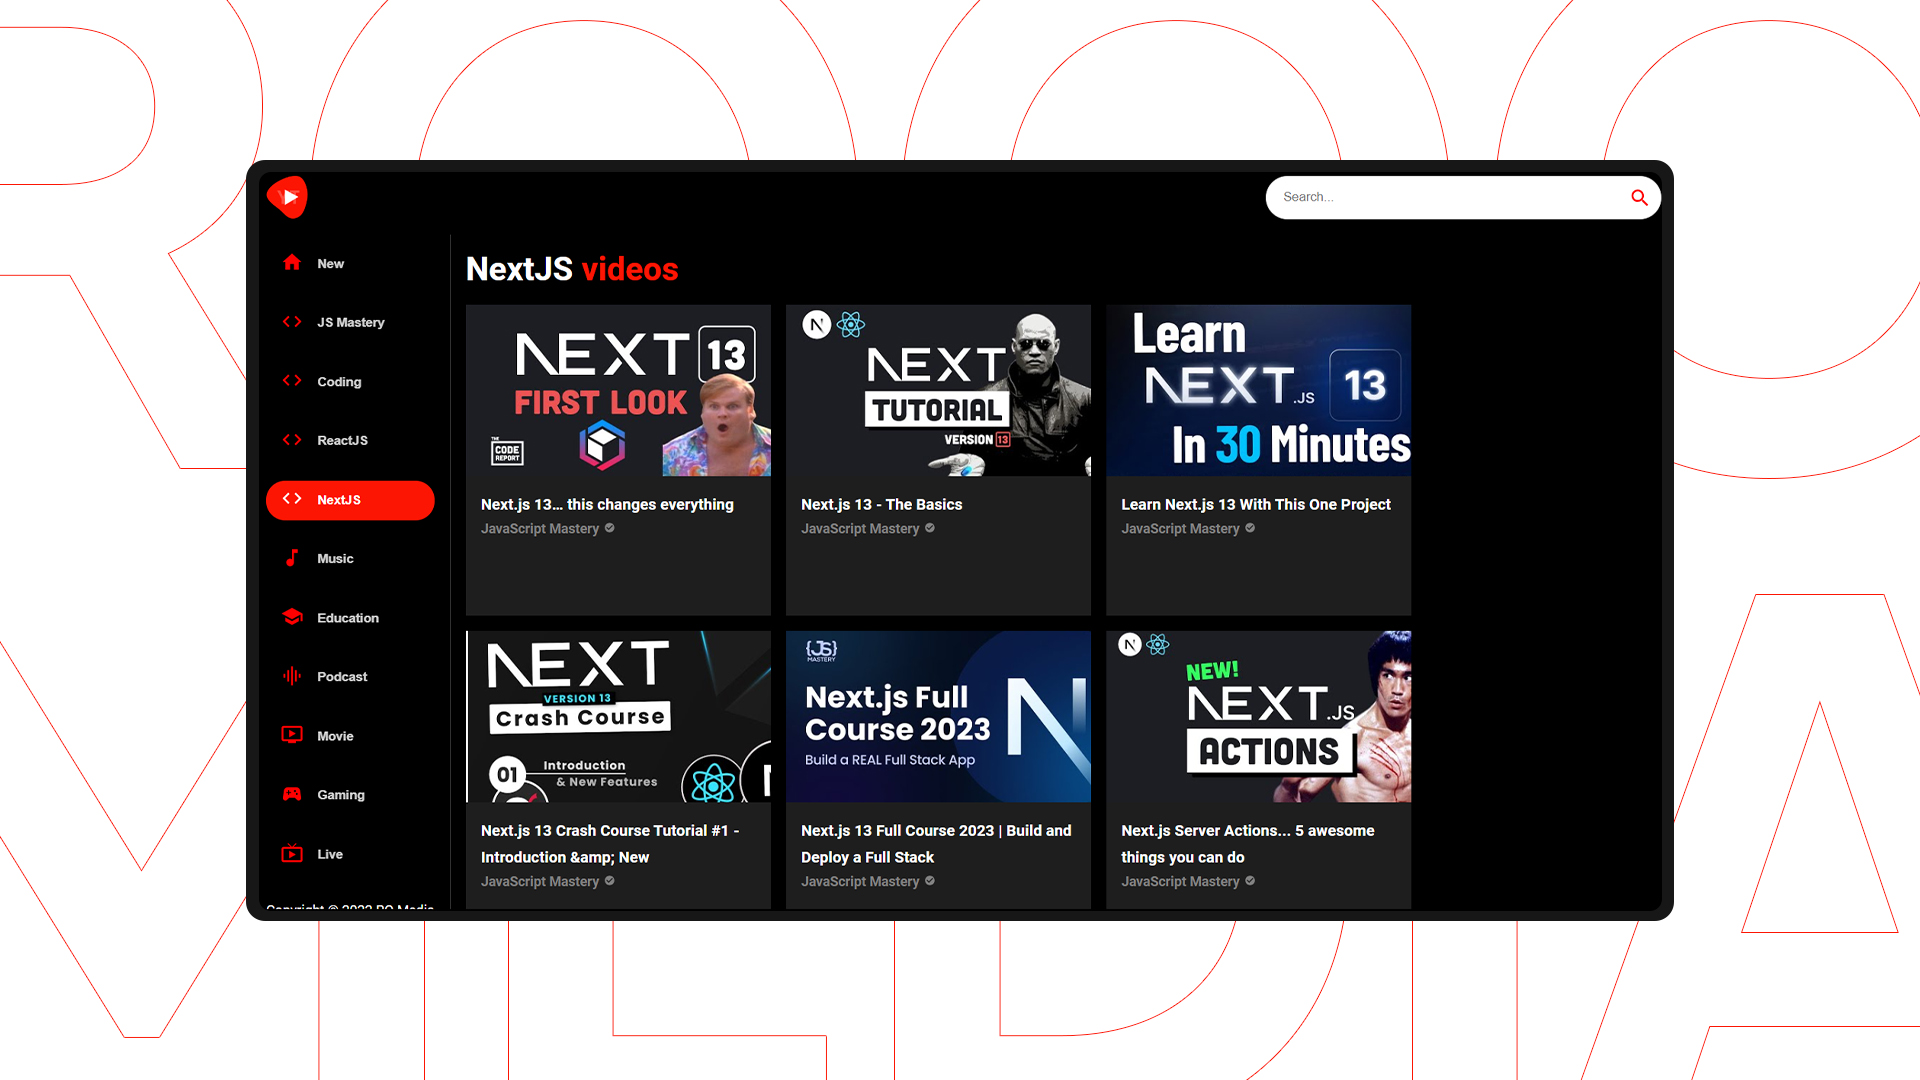 Search...
New
JS Mastery
Coding
ReactJS
NextJS
Music
Education
Podcast
Movie
Gaming
Live
Copyright © 2023 RO Media
NextJS videos
NEXT 13
FIRST LOOK
THE
CODE
REPORT
Next.js 13... this changes everything
JavaScript Mastery
N
NEXT
TUTORIAL
VERSION 13
Next.js 13 - The Basics
JavaScript Mastery
Learn
NEXT.JS 13
In 30 Minutes
Learn Next.js 13 With This One Project
JavaScript Mastery
NEXT
VERSION 13
Crash Course
01 Introduction
& New Features
Next.js 13 Crash Course Tutorial #1 -
Introduction &amp; New
JavaScript Mastery
{JS}
MASTERY
Next.js Full
Course 2023
Build a REAL Full Stack App
N
Next.js 13 Full Course 2023 | Build and
Deploy a Full Stack
JavaScript Mastery
N
NEW!
NEXT.JS
ACTIONS
Next.js Server Actions... 5 awesome
things you can do
JavaScript Mastery
MEDIA